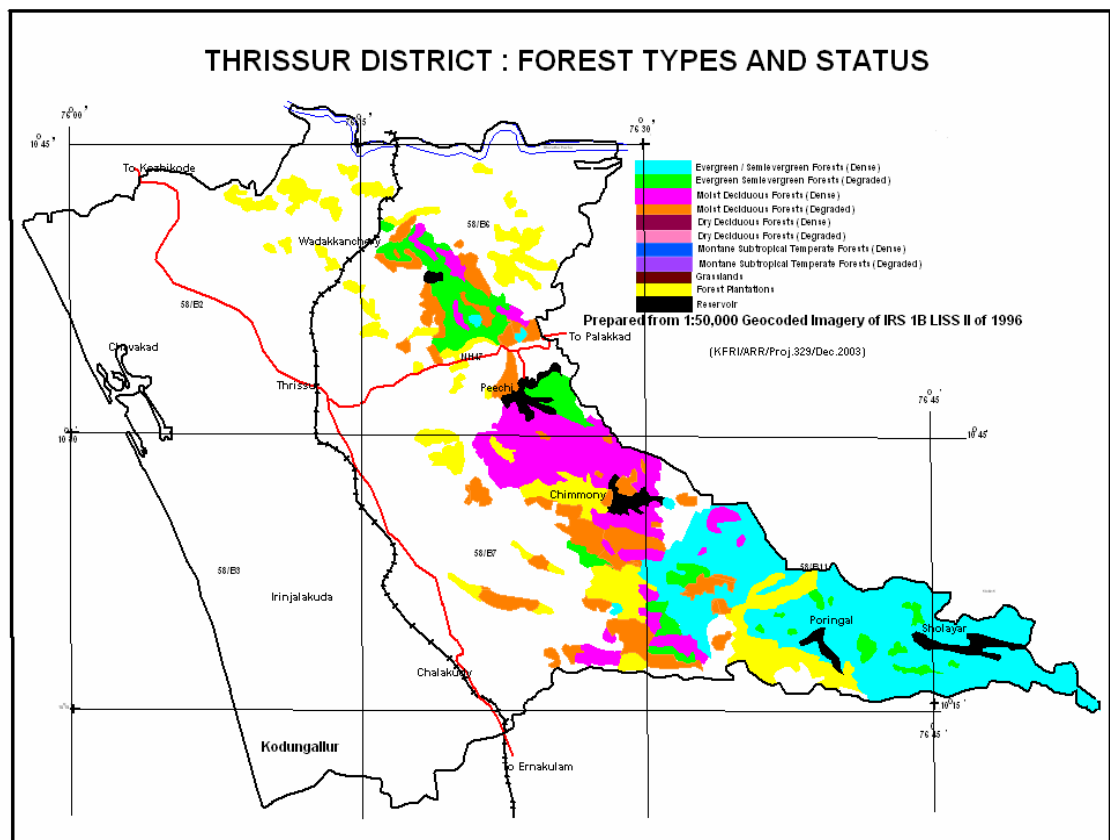 THRISSUR DISTRICT : FOREST TYPES AND STATUS
76° 00'
76° 30'
10 45'
10 45'
To Kozhikode
Evergreen / Semievergreen Forests (Dense)
Evergreen Semievergreen Forests (Degraded)
Moist Deciduous Forests (Dense)
Moist Deciduous Forests (Degraded)
Dry Deciduous Forests (Dense)
Dry Deciduous Forests (Degraded)
Montane Subtropical Temperate Forests (Dense)
Montane Subtropical Temperate Forests (Degraded)
Grasslands
Forest Plantations
Reservoir
58/B6
Wadakkanchery
58/B2
Prepared from 1:50,000 Geocoded Imagery of IRS 1B LISS II of 1996
To Palakkad
(KFRI/ARR/Proj.329/Dec.2003)
Chavakad
NH47
Thrissur
Peechi
76 45'
10 45'
Chimmony
58/B7
58/B3
58/B11
Irinjalakuda
Poringal
Sholayar
Chalakudy
10° 15'
76 45'
Kodungallur
To Ernakulam